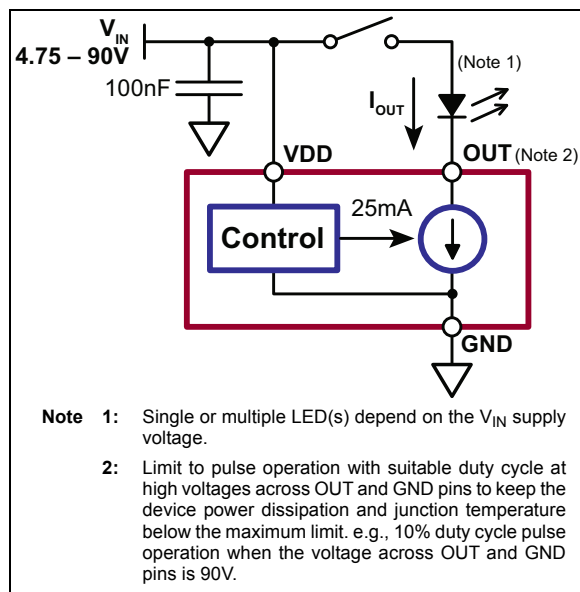 V_IN
4.75 – 90V
100nF
(Note 1)
I_OUT
VDD
OUT (Note 2)
25mA
Control
GND
Note 1: Single or multiple LED(s) depend on the V_IN supply
voltage.
2: Limit to pulse operation with suitable duty cycle at
high voltages across OUT and GND pins to keep the
device power dissipation and junction temperature
below the maximum limit. e.g., 10% duty cycle pulse
operation when the voltage across OUT and GND
pins is 90V.